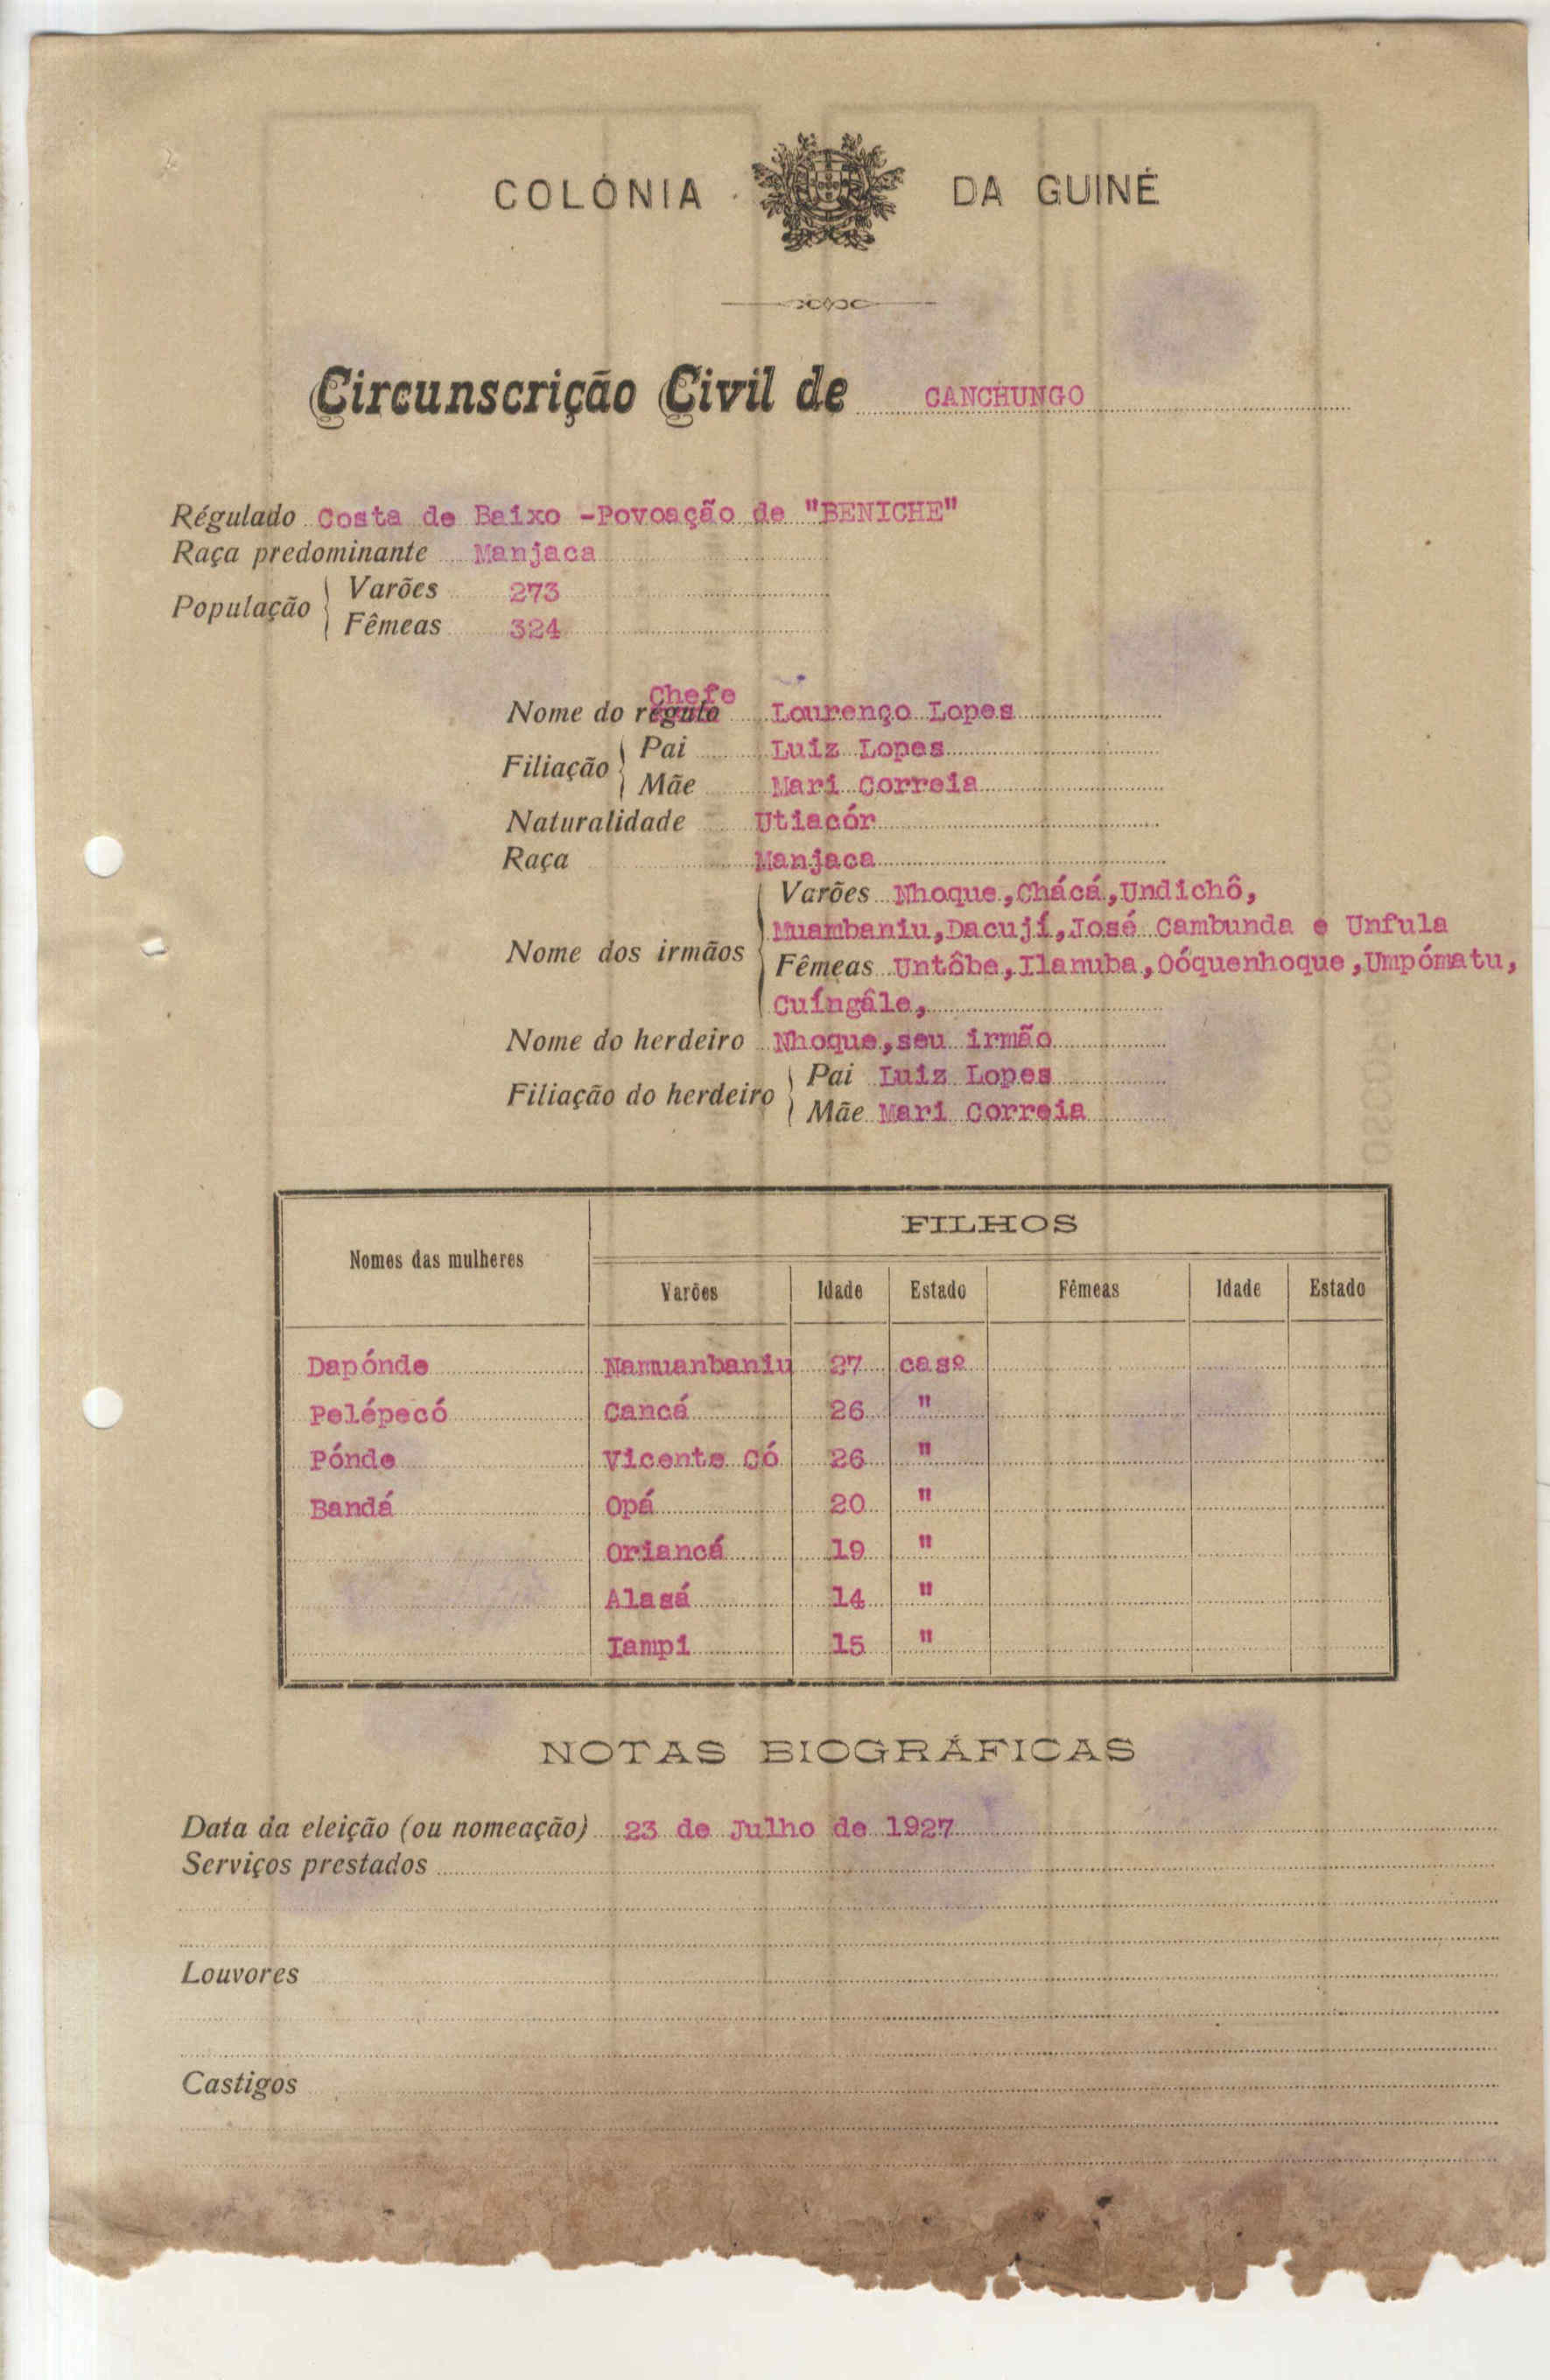 COLÓNIA DA GUINÉ
Circunscrição Civil de CANCHUNGO
Régulado Costa de Baixo -Povoação de "BENICHE"
Raça predominante Manjaca
População Varões 273
Fêmeas 324
Chefe
Nome do régulo Lourenço Lopes
Filiação Pai Luiz Lopes
Mãe Mari Correia
Naturalidade Utiacór
Raça Manjaca
Varões Nhoque,Chácá,Undichô,
Muambaniu,Dacují,José Cambunda e Unfula
Nome dos irmãos
Fêmeas Untôbe,Ilanuba,Oóquenhoque,Umpómatu,
Cuíngâle,
Nome do herdeiro Nhoque,seu irmão
Filiação do herdeiro Pai Luiz Lopes
Mãe Mari Correia
FILHOS
Nomes das mulheres
Varões Idade Estado Fêmeas Idade Estado
Dapónde Namuanbaniu 27 casº
Pelépecó Cancá 26 "
Pónde Vicente Có 26 "
Bandá Opá 20 "
Oriancá 19 "
Alasá 14 "
Iampi 15 "
NOTAS BIOGRÁFICAS
Data da eleição (ou nomeação) 23 de Julho de 1927
Serviços prestados
Louvores
Castigos